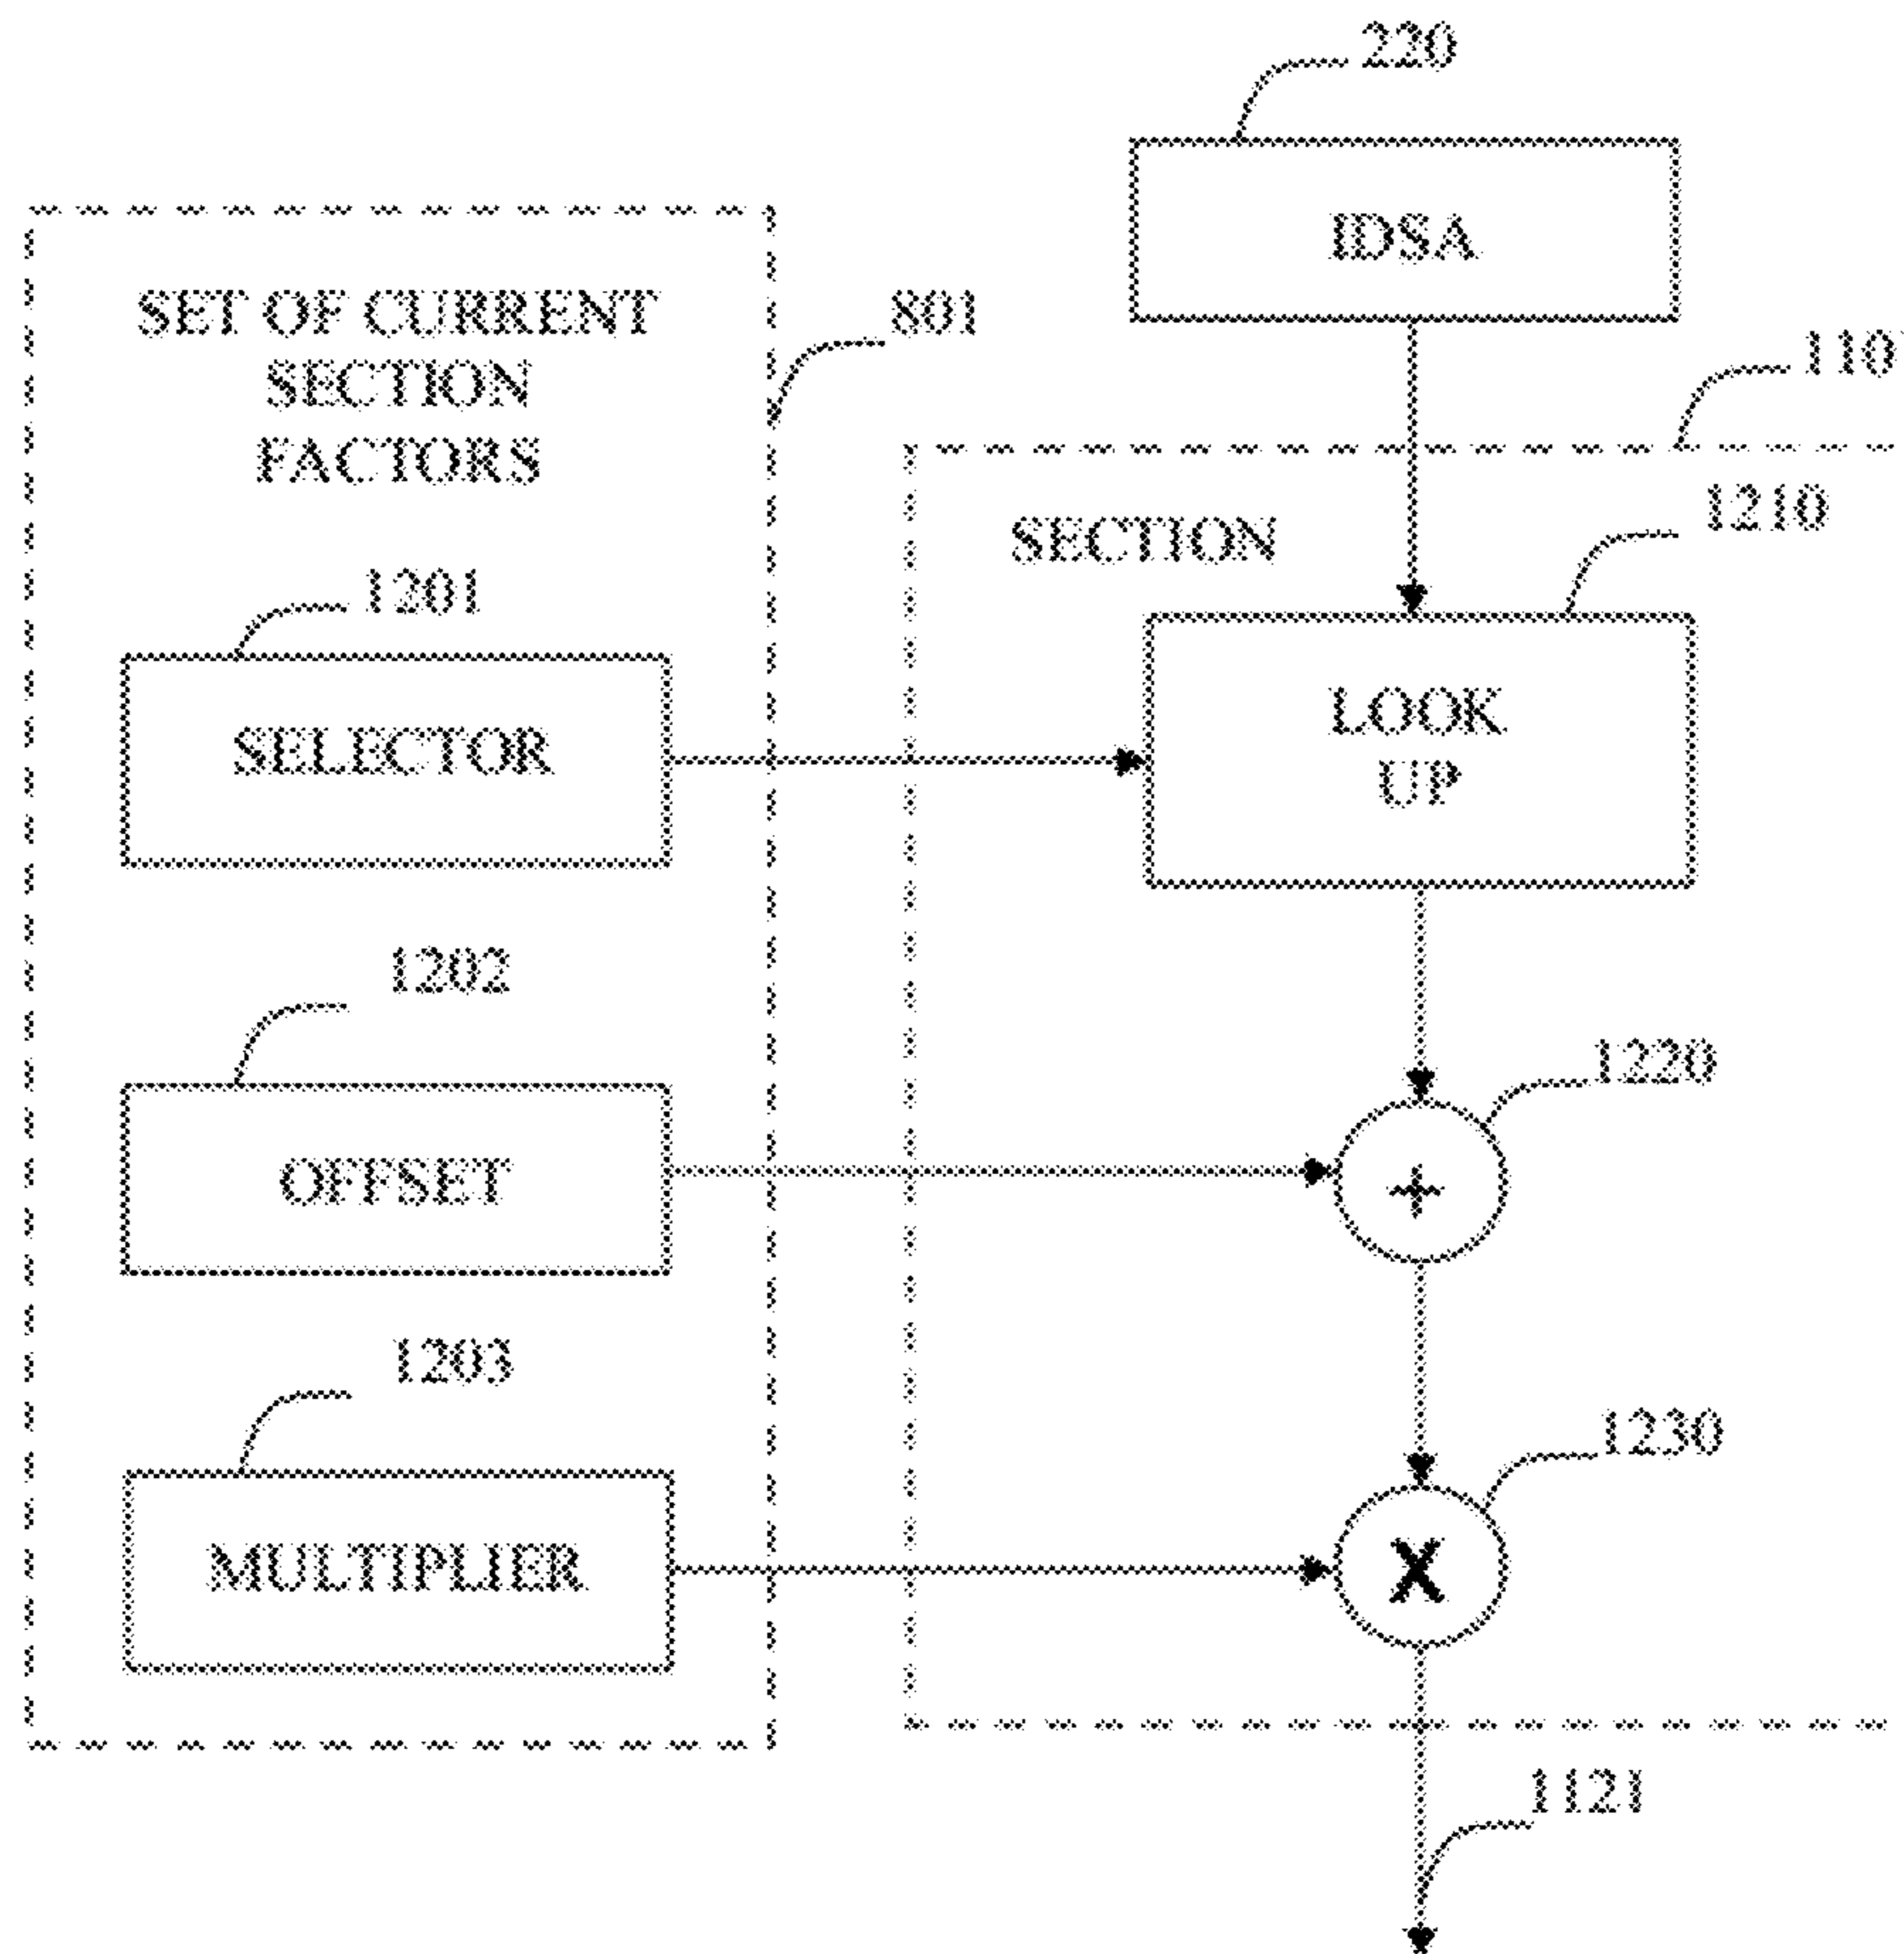 220
IDSA
SET OF CURRENT
SECTION
FACTORS
801
110
SECTION
1210
1201
SELECTOR
LOOK
UP
1202
OFFSET
1220
+
1203
MULTIPLIER
1230
X
1121